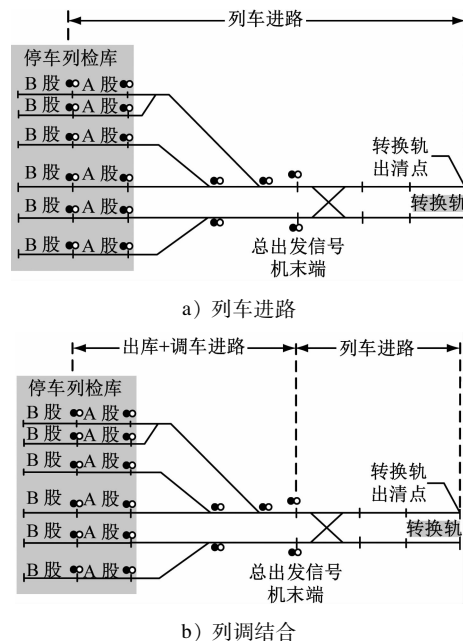 列车进路
停车列检库
B 股 A 股
B 股 A 股
B 股 A 股
B 股 A 股
B 股 A 股
B 股 A 股
转换轨
出清点
转换轨
总出发信号
机末端
a）列车进路
出库+调车进路
列车进路
停车列检库
B 股 A 股
B 股 A 股
B 股 A 股
B 股 A 股
B 股 A 股
B 股 A 股
转换轨
出清点
转换轨
总出发信号
机末端
b）列调结合